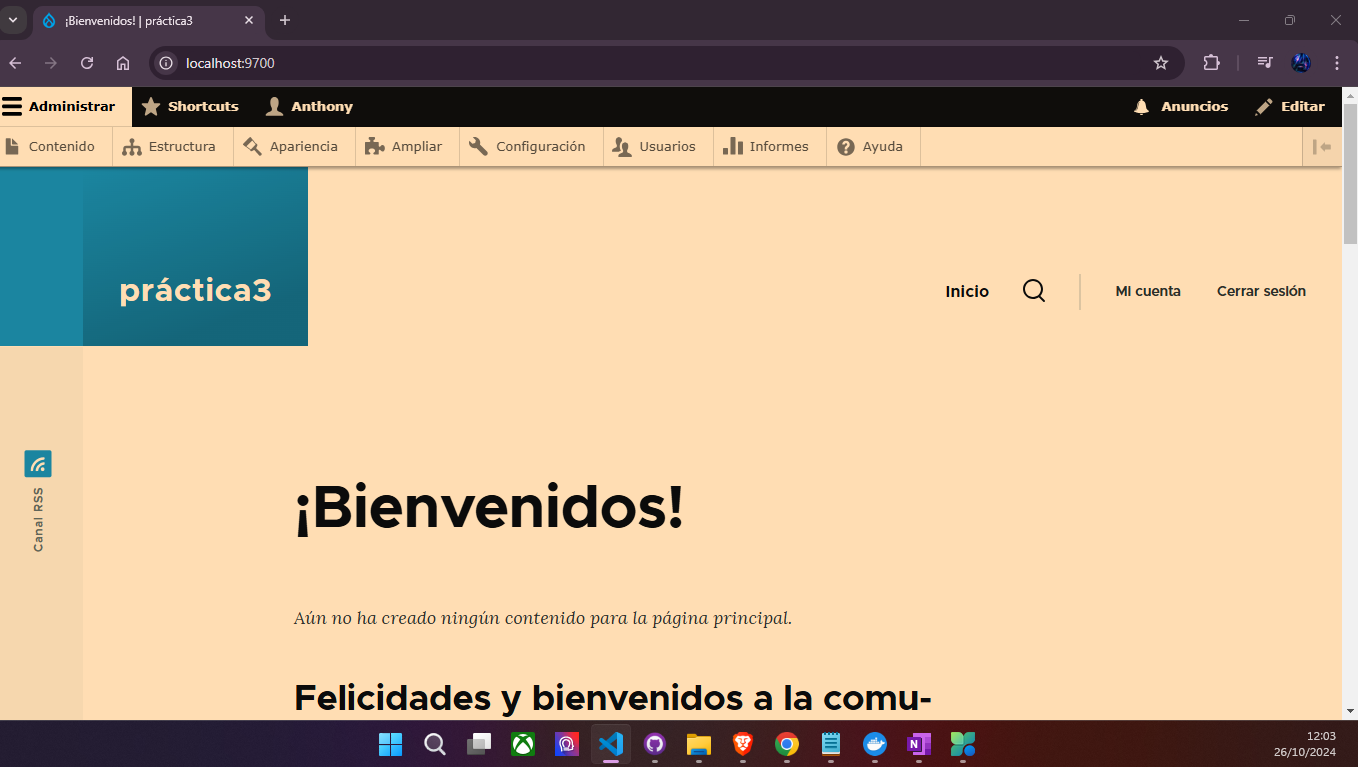 ¡Bienvenidos! | práctica3
localhost:9700
Administrar Shortcuts Anthony Anuncios Editar
Contenido Estructura Apariencia Ampliar Configuración Usuarios Informes Ayuda
práctica3
Inicio Mi cuenta Cerrar sesión
Canal RSS
¡Bienvenidos!
Aún no ha creado ningún contenido para la página principal.
Felicidades y bienvenidos a la comu-
12:03
26/10/2024